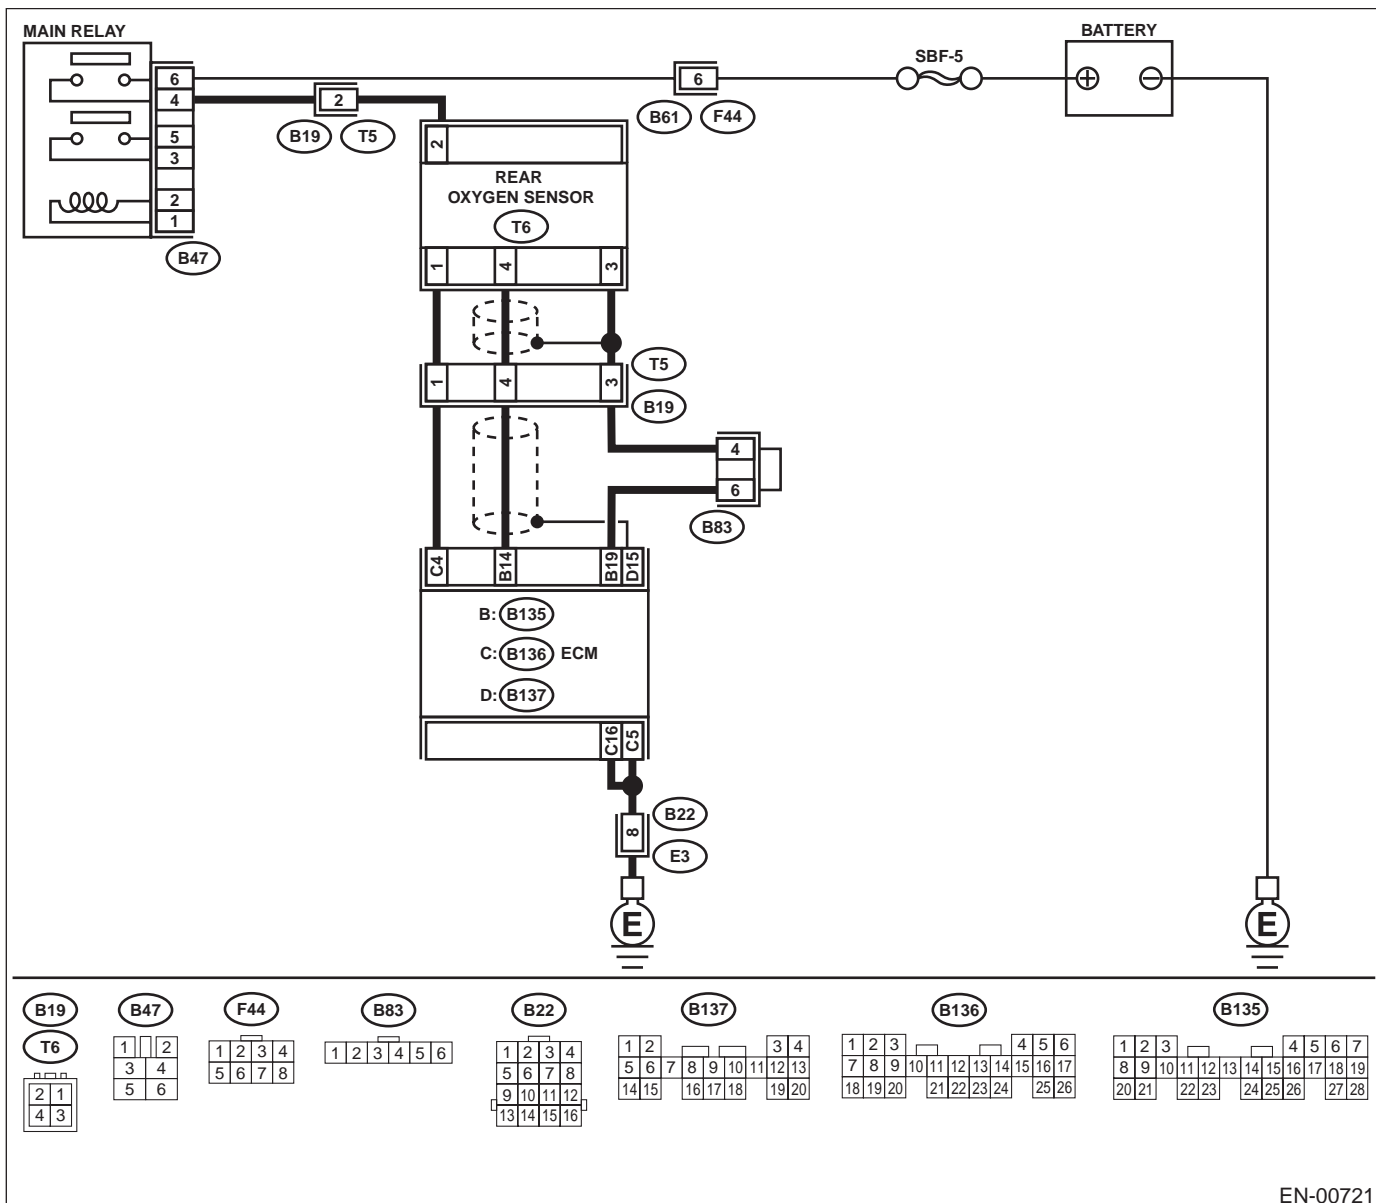 MAIN RELAY
BATTERY
SBF-5
6
4
5
3
2
1
B47
2
B19 T5
6
B61 F44
2
REAR
OXYGEN SENSOR
T6
1 4 3
T5
1 4 3
B19
4
6
B83
C4 B14 B19 D15
B: B135
C: B136 ECM
D: B137
C16 C5
B22
8
E3
E E
B19 B47 F44 B83 B22 B137 B136 B135
T6
2 1
4 3
1 2
3 4
5 6
1 2 3 4
5 6 7 8
1 2 3 4 5 6
1 2 3 4
5 6 7 8
9 10 11 12
13 14 15 16
1 2 3 4
5 6 7 8 9 10 11 12 13
14 15 16 17 18 19 20
1 2 3 4 5 6
7 8 9 10 11 12 13 14 15 16 17
18 19 20 21 22 23 24 25 26
1 2 3 4 5 6 7
8 9 10 11 12 13 14 15 16 17 18 19
20 21 22 23 24 25 26 27 28
EN-00721